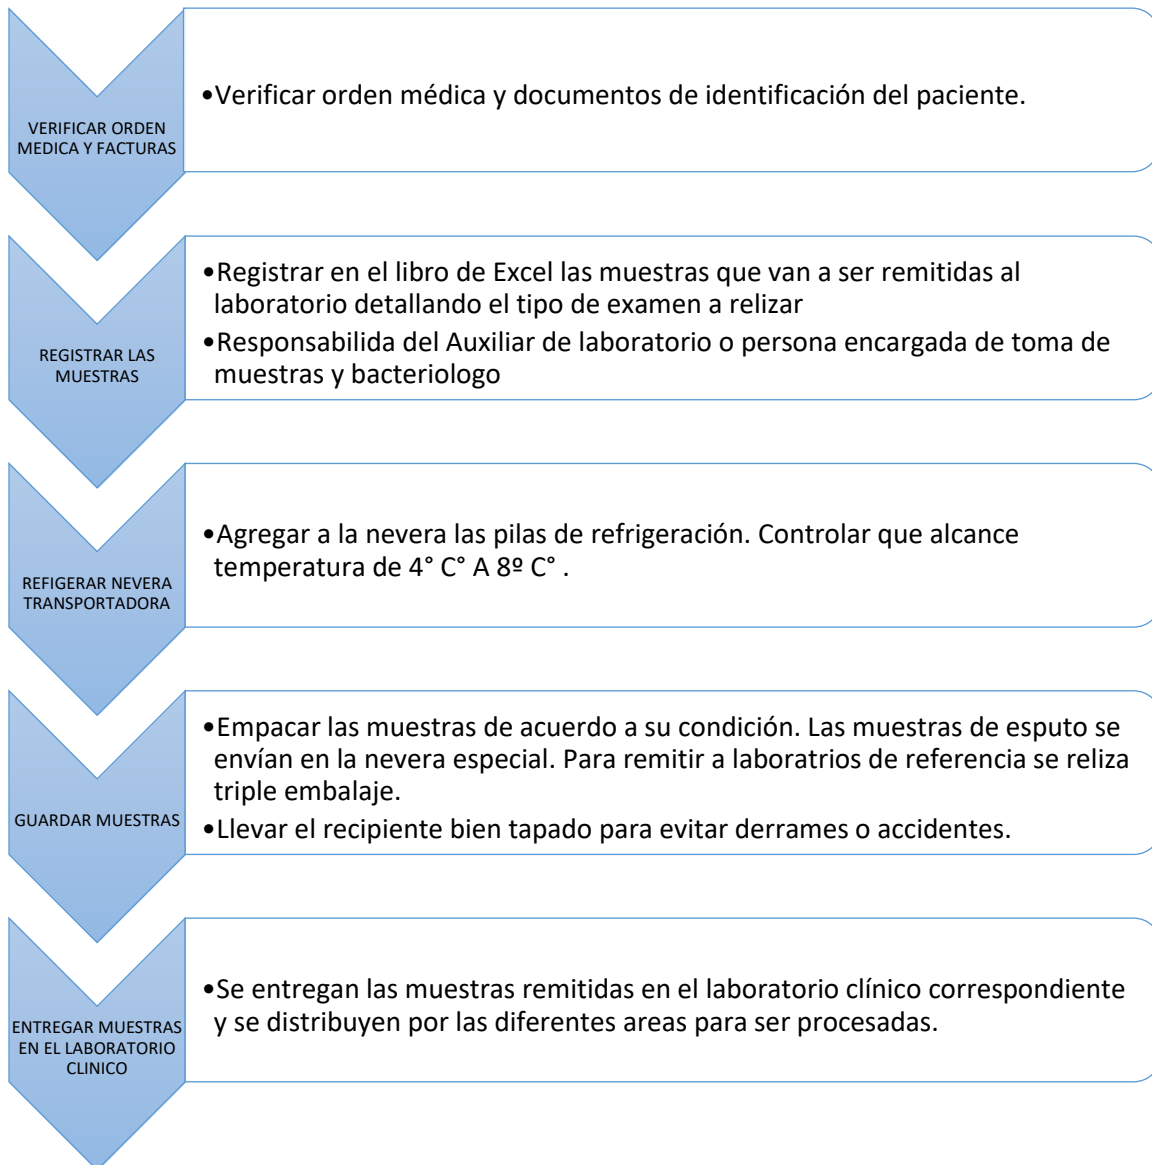 VERIFICAR ORDEN
MEDICA Y FACTURAS
•Verificar orden médica y documentos de identificación del paciente.
REGISTRAR LAS
MUESTRAS
•Registrar en el libro de Excel las muestras que van a ser remitidas al
laboratorio detallando el tipo de examen a relizar
•Responsabilida del Auxiliar de laboratorio o persona encargada de toma de
muestras y bacteriologo
REFIGERAR NEVERA
TRANSPORTADORA
•Agregar a la nevera las pilas de refrigeración. Controlar que alcance
temperatura de 4° C° A 8º C° .
GUARDAR MUESTRAS
•Empacar las muestras de acuerdo a su condición. Las muestras de esputo se
envían en la nevera especial. Para remitir a laboratrios de referencia se reliza
triple embalaje.
•Llevar el recipiente bien tapado para evitar derrames o accidentes.
ENTREGAR MUESTRAS
EN EL LABORATORIO
CLINICO
•Se entregan las muestras remitidas en el laboratorio clínico correspondiente
y se distribuyen por las diferentes areas para ser procesadas.